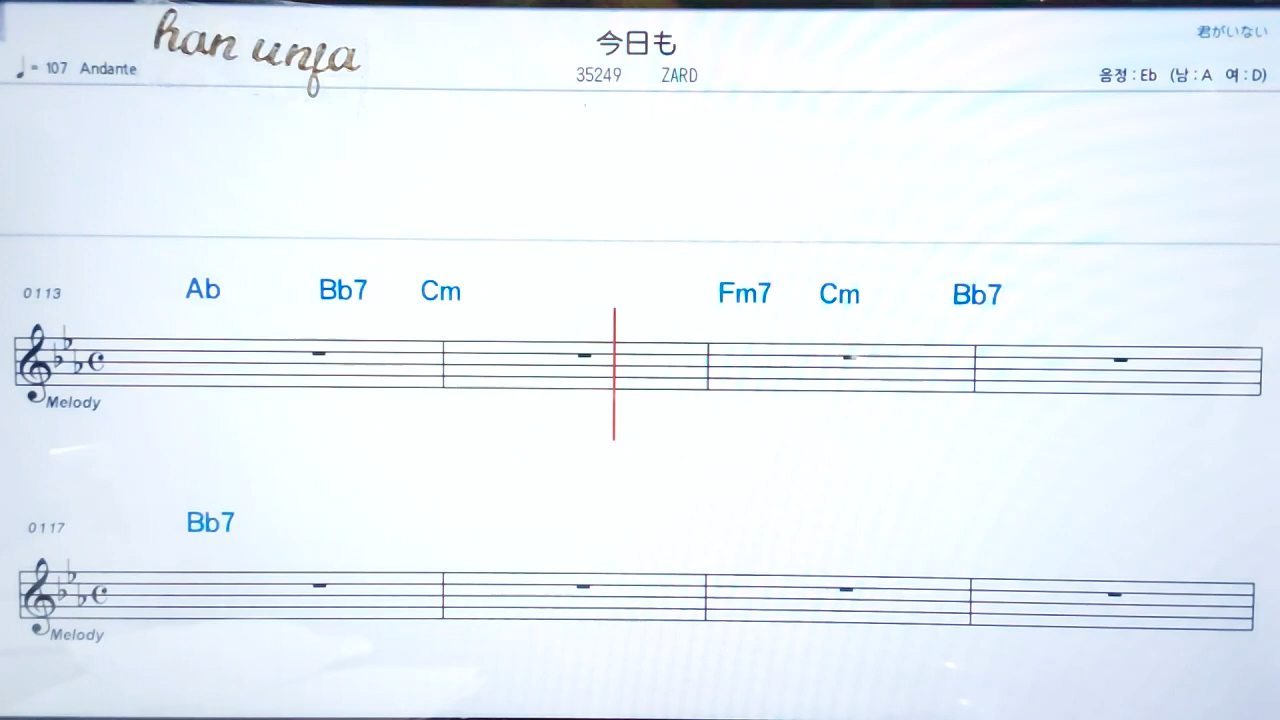 han unfa
今日も
君がいない
♩= 107 Andante
35249 ZARD
음정 : Eb (남 : A 여 : D)
0113 Ab Bb7 Cm Fm7 Cm Bb7
Melody
0117 Bb7
Melody